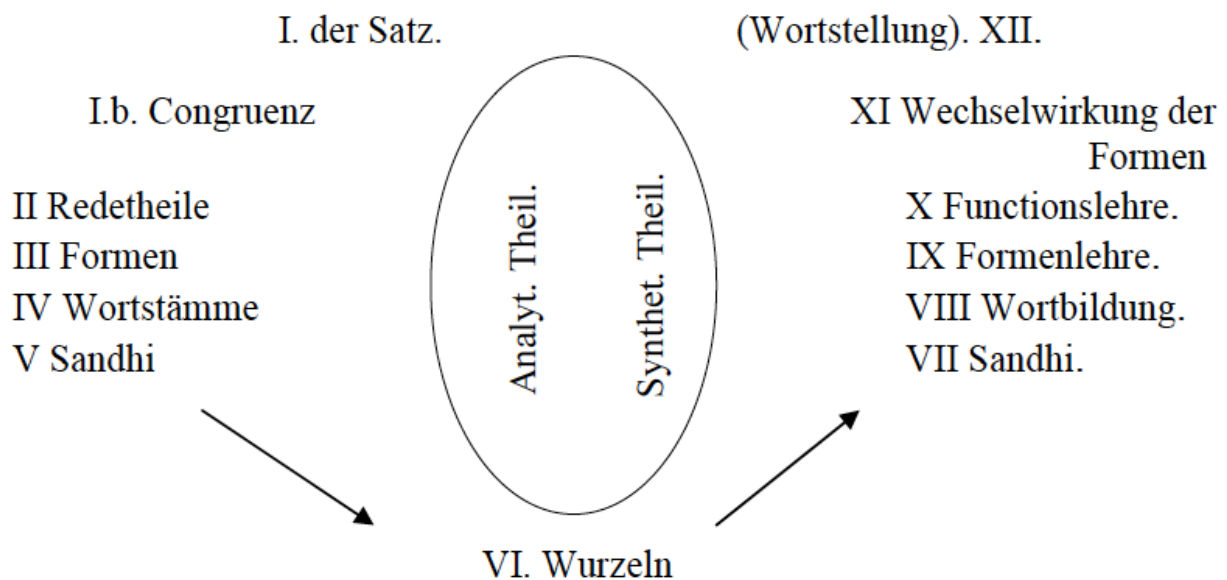 I. der Satz.
(Wortstellung). XII.
I.b. Congruenz
XI Wechselwirkung der
Formen
II Redetheile
III Formen
IV Wortstämme
V Sandhi
Analyt. Theil.
Synthet. Theil.
X Functionslehre.
IX Formenlehre.
VIII Wortbildung.
VII Sandhi.
VI. Wurzeln